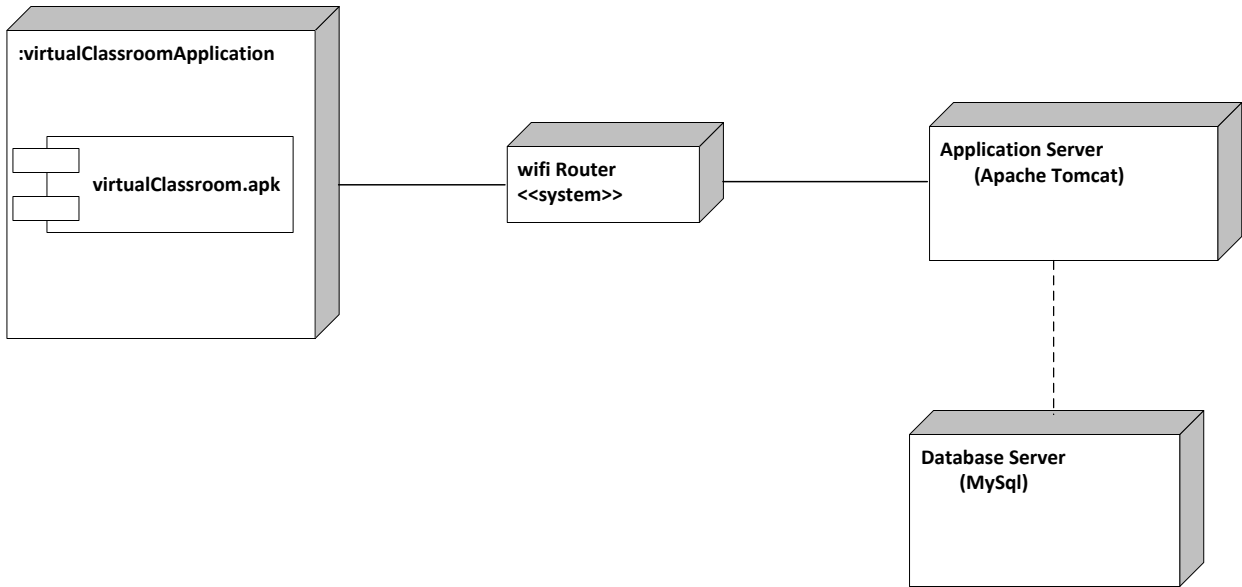 :virtualClassroomApplication
virtualClassroom.apk
wifi Router
<<system>>
Application Server
(Apache Tomcat)
Database Server
(MySql)